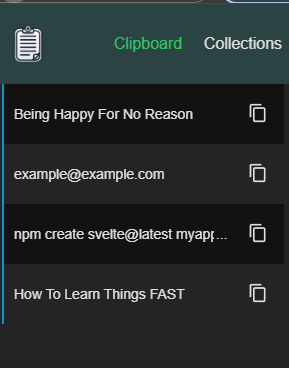 Clipboard Collections
Being Happy For No Reason
example@example.com
npm create svelte@latest myapp...
How To Learn Things FAST